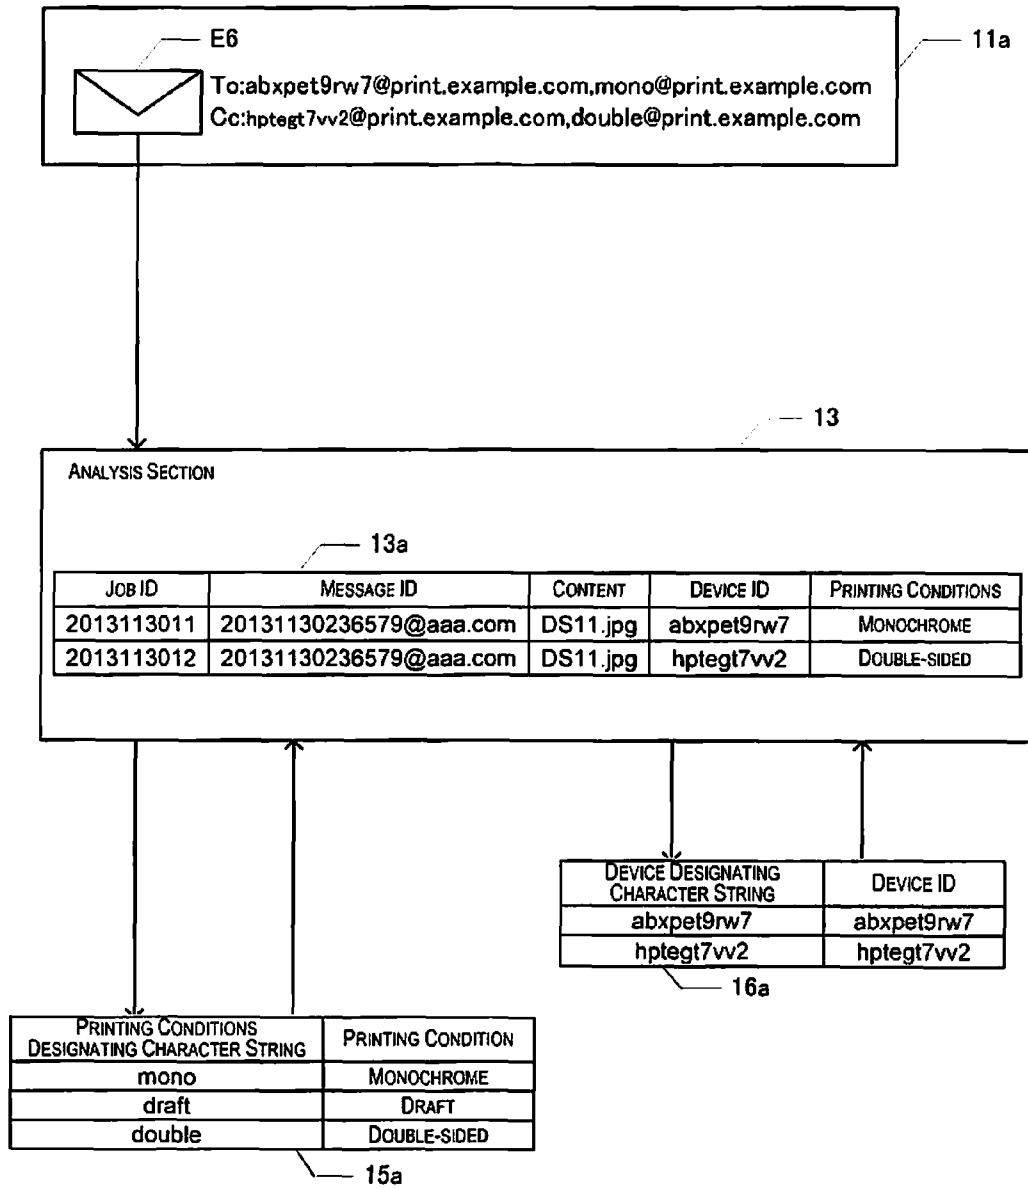 E6
11a
To:abxpet9rw7@print.example.com,mono@print.example.com
Cc:hptegt7vv2@print.example.com,double@print.example.com
13
ANALYSIS SECTION
13a
JOB ID MESSAGE ID CONTENT DEVICE ID PRINTING CONDITIONS
2013113011 20131130236579@aaa.com DS11.jpg abxpet9rw7 MONOCHROME
2013113012 20131130236579@aaa.com DS11.jpg hptegt7vv2 DOUBLE-SIDED
DEVICE DESIGNATING
CHARACTER STRING DEVICE ID
abxpet9rw7 abxpet9rw7
hptegt7vv2 hptegt7vv2
16a
PRINTING CONDITIONS
DESIGNATING CHARACTER STRING PRINTING CONDITION
mono MONOCHROME
draft DRAFT
double DOUBLE-SIDED
15a